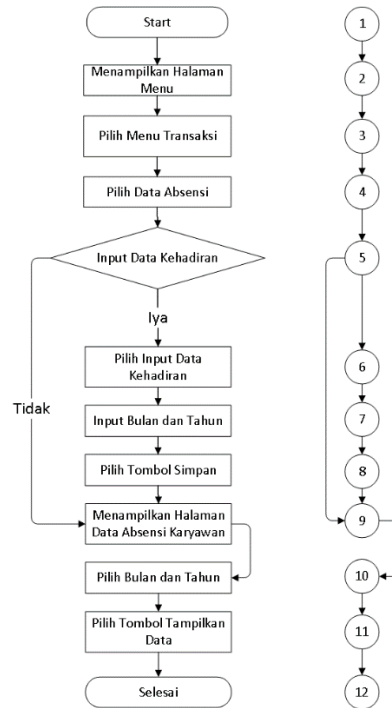 Start
1
Menampilkan Halaman
Menu
2
Pilih Menu Transaksi
3
Pilih Data Absensi
4
Input Data Kehadiran
5
Iya
Pilih Input Data
Kehadiran
6
Tidak
Input Bulan dan Tahun
7
Pilih Tombol Simpan
8
Menampilkan Halaman
Data Absensi Karyawan
9
Pilih Bulan dan Tahun
10
Pilih Tombol Tampilkan
Data
11
Selesai
12